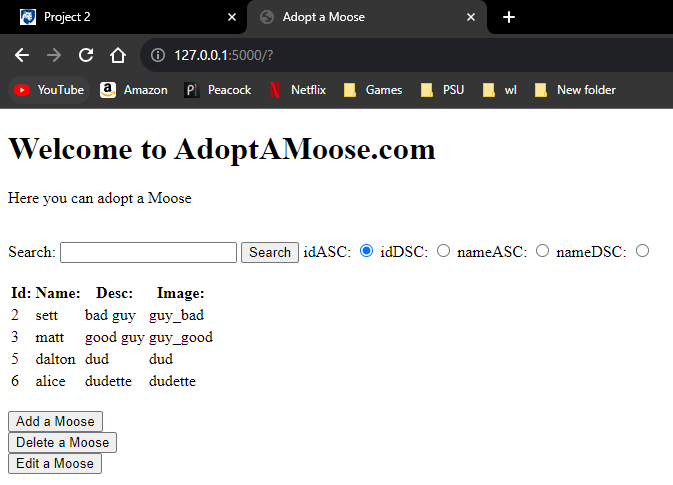 Project 2
Adopt a Moose
127.0.0.1:5000/?
YouTube Amazon Peacock Netflix Games PSU wl New folder
Welcome to AdoptAMoose.com
Here you can adopt a Moose
Search: Search idASC: idDSC: nameASC: nameDSC:
Id: Name: Desc: Image:
2 sett bad guy guy_bad
3 matt good guy guy_good
5 dalton dud dud
6 alice dudette dudette
Add a Moose
Delete a Moose
Edit a Moose